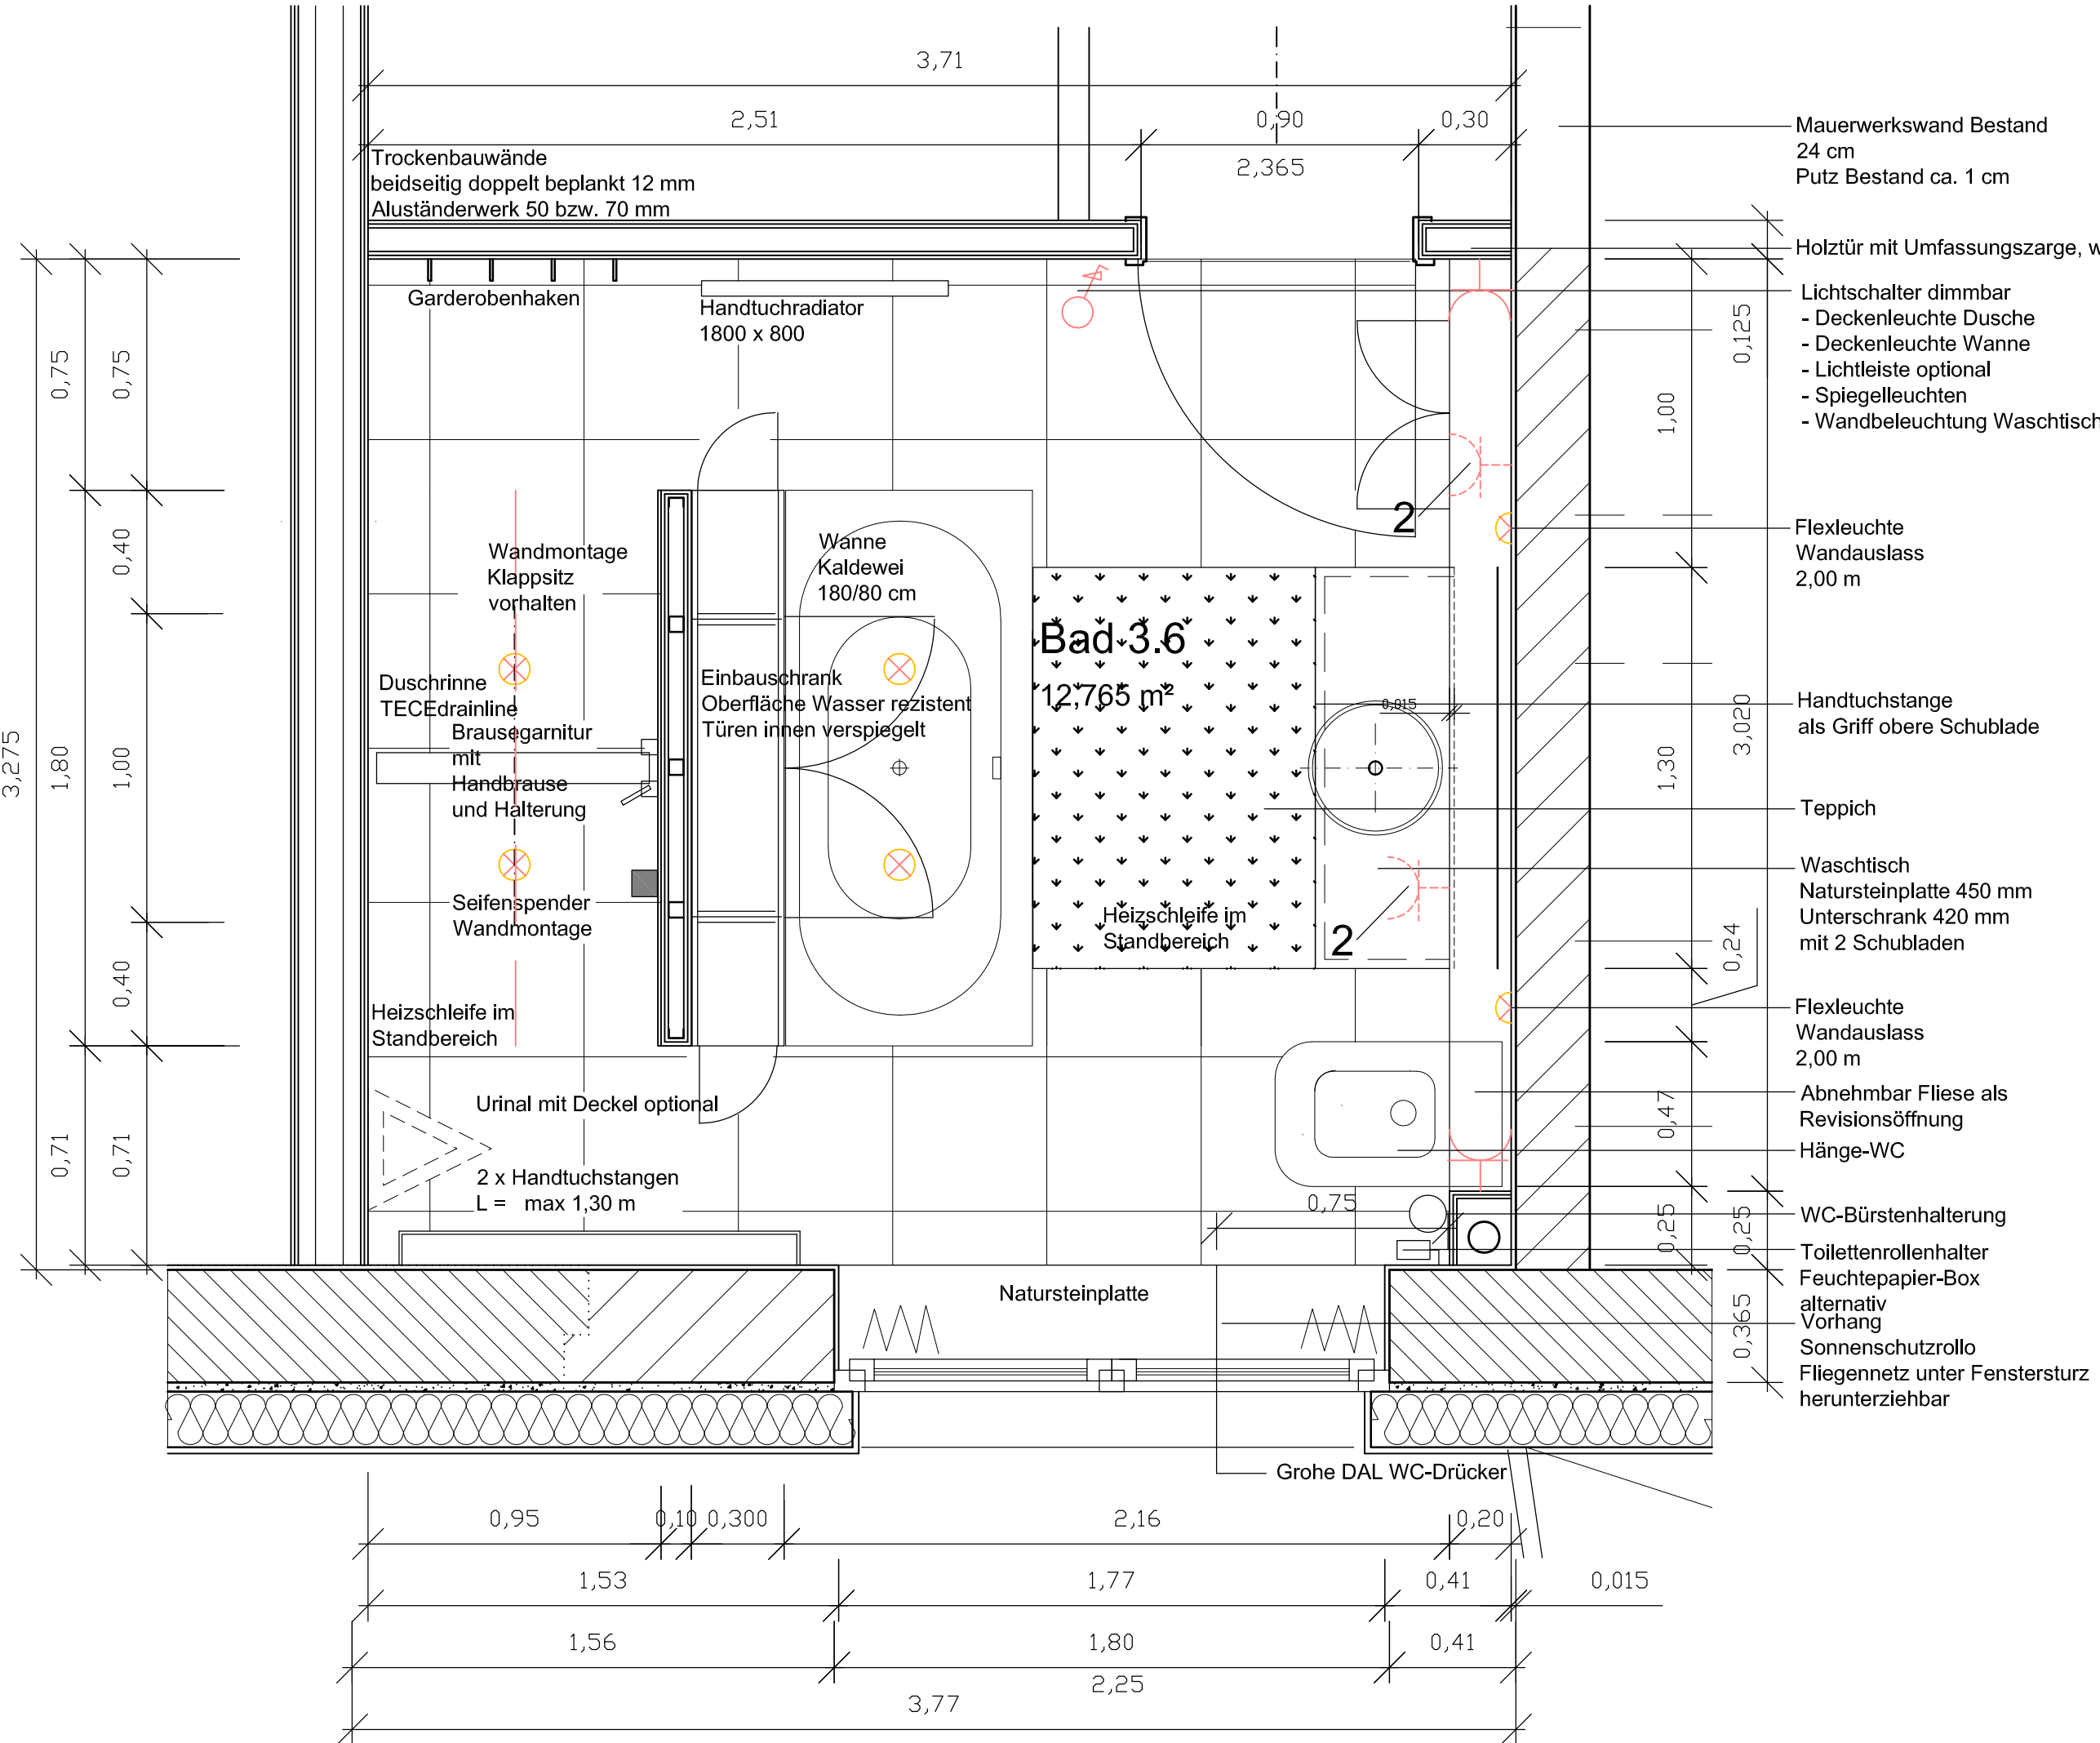 3,71
2,51
0,90
0,30
2,365
Trockenbauwände
beidseitig doppelt beplankt 12 mm
Aluständerwerk 50 bzw. 70 mm
Garderobenhaken
Handtuchradiator
1800 x 800
Wandmontage
Klappsitz
vorhalten
Wanne
Kaldewei
180/80 cm
Duschrinne
TECEdrainline
Brausegarnitur
mit
Handbrause
und Halterung
Einbauschrank
Oberfläche Wasser rezistent
Türen innen verspiegelt
Bad 3.6
12,765 m²
0,015
2
2
Seifenspender
Wandmontage
Heizschleife im
Standbereich
Heizschleife im
Standbereich
Urinal mit Deckel optional
2 x Handtuchstangen
L = max 1,30 m
0,75
Natursteinplatte
Grohe DAL WC-Drücker
3,275
0,75
1,80
0,71
0,75
0,40
1,00
0,40
0,71
1,00
1,30
0,47
0,25
0,125
3,020
0,24
0,25
0,365
Mauerwerkswand Bestand
24 cm
Putz Bestand ca. 1 cm
Holztür mit Umfassungszarge, w
Lichtschalter dimmbar
- Deckenleuchte Dusche
- Deckenleuchte Wanne
- Lichtleiste optional
- Spiegelleuchten
- Wandbeleuchtung Waschtisch
Flexleuchte
Wandauslass
2,00 m
Handtuchstange
als Griff obere Schublade
Teppich
Waschtisch
Natursteinplatte 450 mm
Unterschrank 420 mm
mit 2 Schubladen
Flexleuchte
Wandauslass
2,00 m
Abnehmbar Fliese als
Revisionsöffnung
Hänge-WC
WC-Bürstenhalterung
Toilettenrollenhalter
Feuchtepapier-Box
alternativ
Vorhang
Sonnenschutzrollo
Fliegennetz unter Fenstersturz
herunterziehbar
0,95
0,10
0,300
2,16
0,20
1,53
1,77
0,41
0,015
1,56
1,80
0,41
2,25
3,77